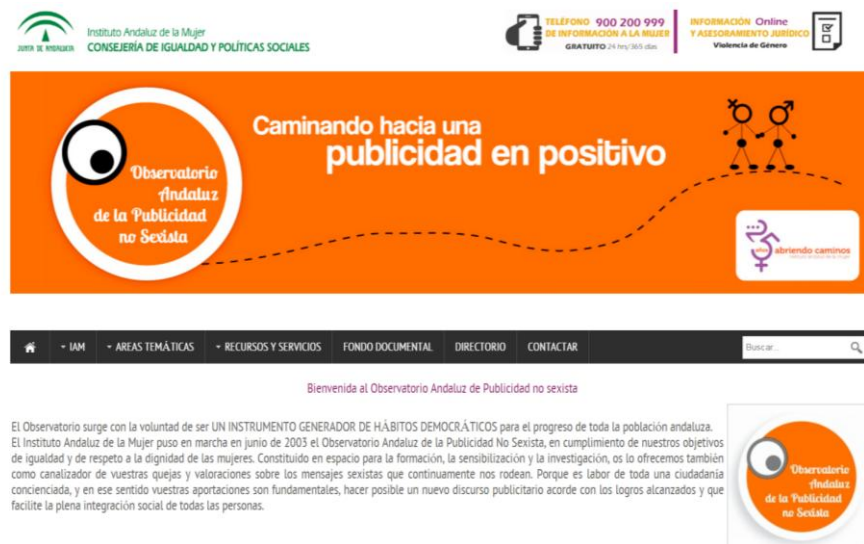 JUNTA DE ANDALUCIA
Instituto Andaluz de la Mujer
CONSEJERÍA DE IGUALDAD Y POLÍTICAS SOCIALES
TELÉFONO 900 200 999
DE INFORMACIÓN A LA MUJER
GRATUITO 24 hrs/365 días
INFORMACIÓN Online
Y ASESORAMIENTO JURÍDICO
Violencia de Género
Caminando hacia una
publicidad en positivo
Observatorio
Andaluz
de la Publicidad
no Sexista
25
años
abriendo caminos
IAM
AREAS TEMÁTICAS
RECURSOS Y SERVICIOS
FONDO DOCUMENTAL
DIRECTORIO
CONTACTAR
Buscar...
Bienvenida al Observatorio Andaluz de Publicidad no sexista
El Observatorio surge con la voluntad de ser UN INSTRUMENTO GENERADOR DE HÁBITOS DEMOCRÁTICOS para el progreso de toda la población andaluza.
El Instituto Andaluz de la Mujer puso en marcha en junio de 2003 el Observatorio Andaluz de la Publicidad No Sexista, en cumplimiento de nuestros objetivos
de igualdad y de respeto a la dignidad de las mujeres. Constituido en espacio para la formación, la sensibilización y la investigación, os lo ofrecemos también
como canalizador de vuestras quejas y valoraciones sobre los mensajes sexistas que continuamente nos rodean. Porque es labor de toda una ciudadanía
concienciada, y en ese sentido vuestras aportaciones son fundamentales, hacer posible un nuevo discurso publicitario acorde con los logros alcanzados y que
facilite la plena integración social de todas las personas.
Observatorio
Andaluz
de la Publicidad
no Sexista